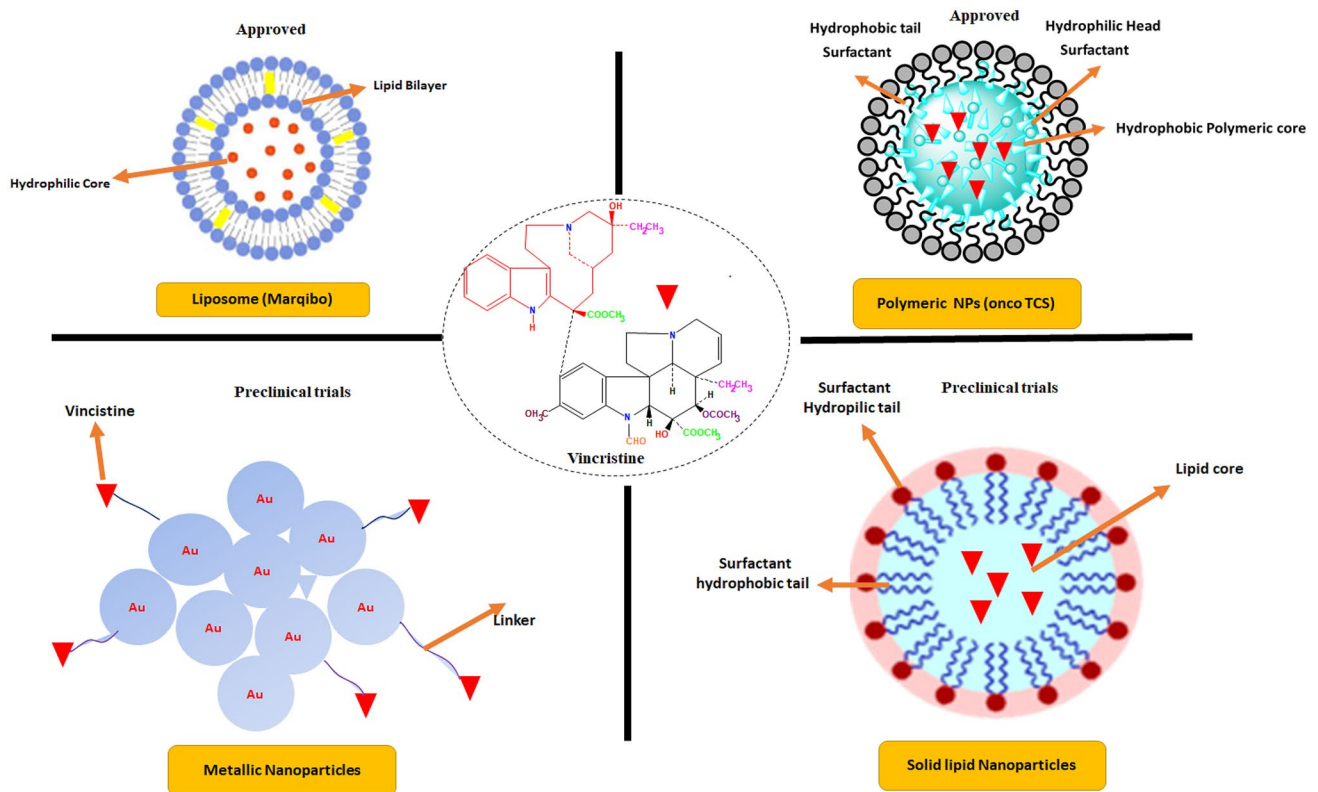 Approved
Lipid Bilayer
Hydrophilic Core
Liposome (Marqibo)
Approved
Hydrophobic tail
Surfactant
Hydrophilic Head
Surfactant
Hydrophobic Polymeric core
Polymeric NPs (onco TCS)
OH
N
CH2CH3
N
H
COOCH3
N
CH2CH3
H
H
OCOCH3
OH3C
N
H
HO
COOCH3
CHO
Vincristine
Preclinical trials
Vincistine
Au
Au
Au
Au
Au
Au
Au
Au
Au
Linker
Metallic Nanoparticles
Preclinical trials
Surfactant
Hydropilic tail
Lipid core
Surfactant
hydrophobic tail
Solid lipid Nanoparticles